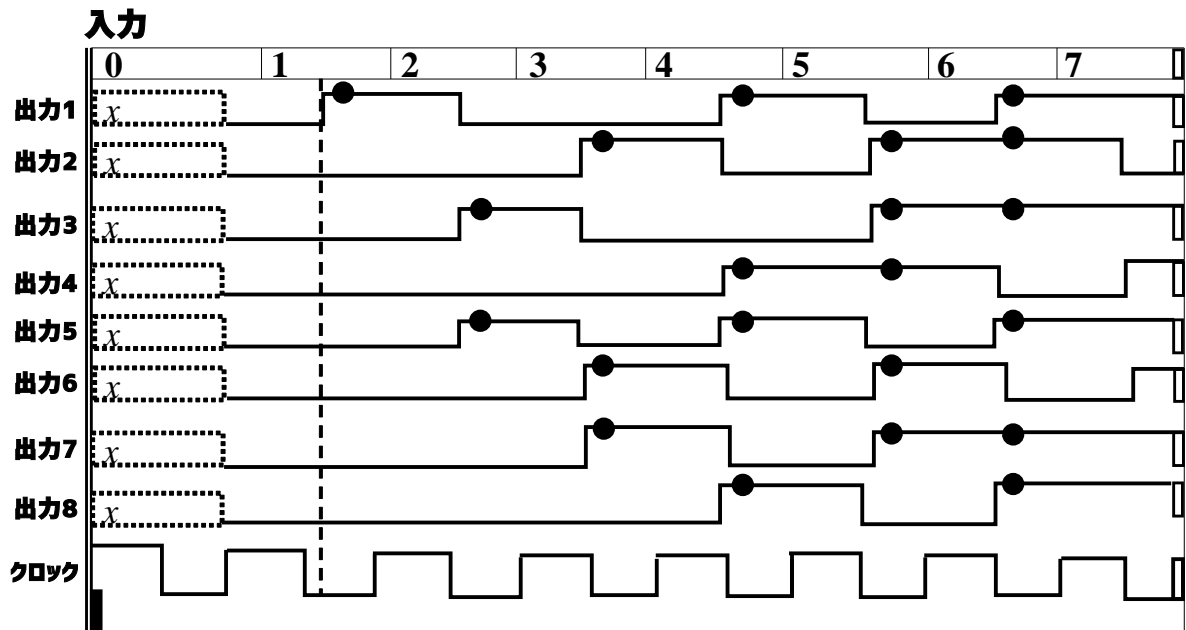 入力
0 1 2 3 4 5 6 7
出力1 x
出力2 x
出力3 x
出力4 x
出力5 x
出力6 x
出力7 x
出力8 x
クロック